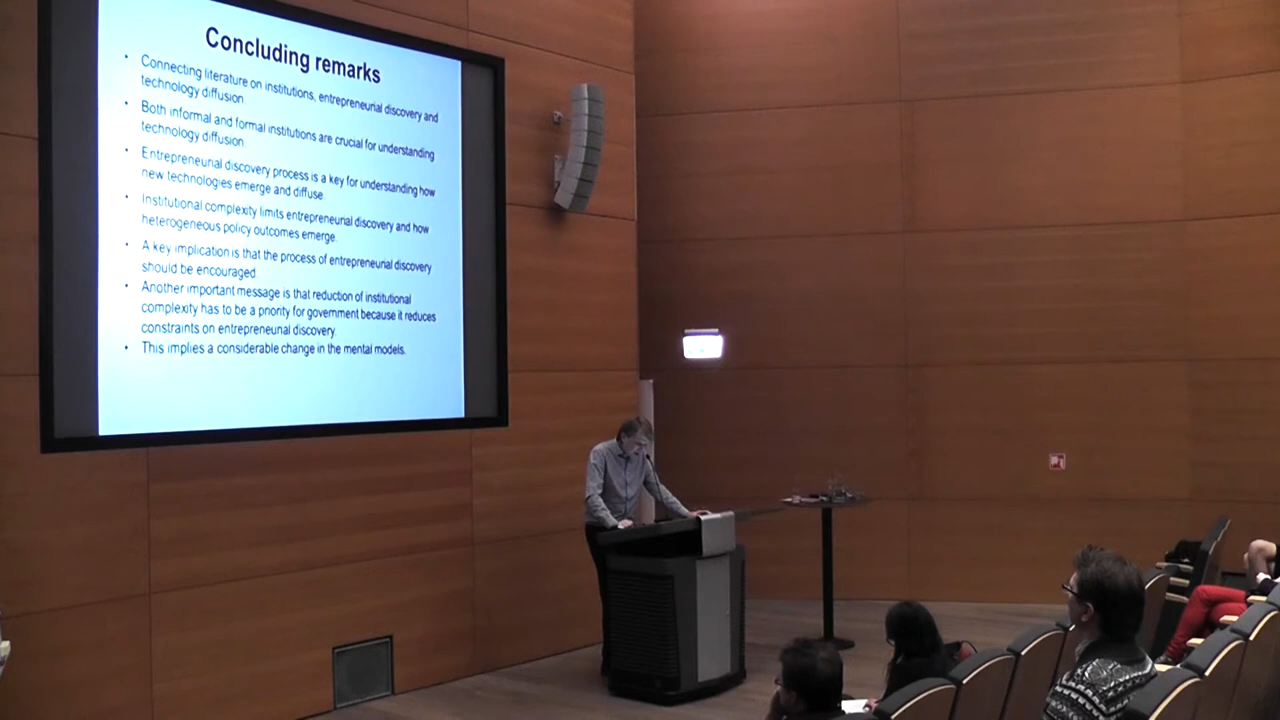 Concluding remarks
• Connecting literature on institutions, entrepreneurial discovery and
technology diffusion
• Both informal and formal institutions are crucial for understanding
technology diffusion
• Entrepreneurial discovery process is a key for understanding how
new technologies emerge and diffuse.
• Institutional complexity limits entrepreneurial discovery and how
heterogeneous policy outcomes emerge.
• A key implication is that the process of entrepreneurial discovery
should be encouraged
• Another important message is that reduction of institutional
complexity has to be a priority for government because it reduces
constraints on entrepreneurial discovery.
• This implies a considerable change in the mental models.